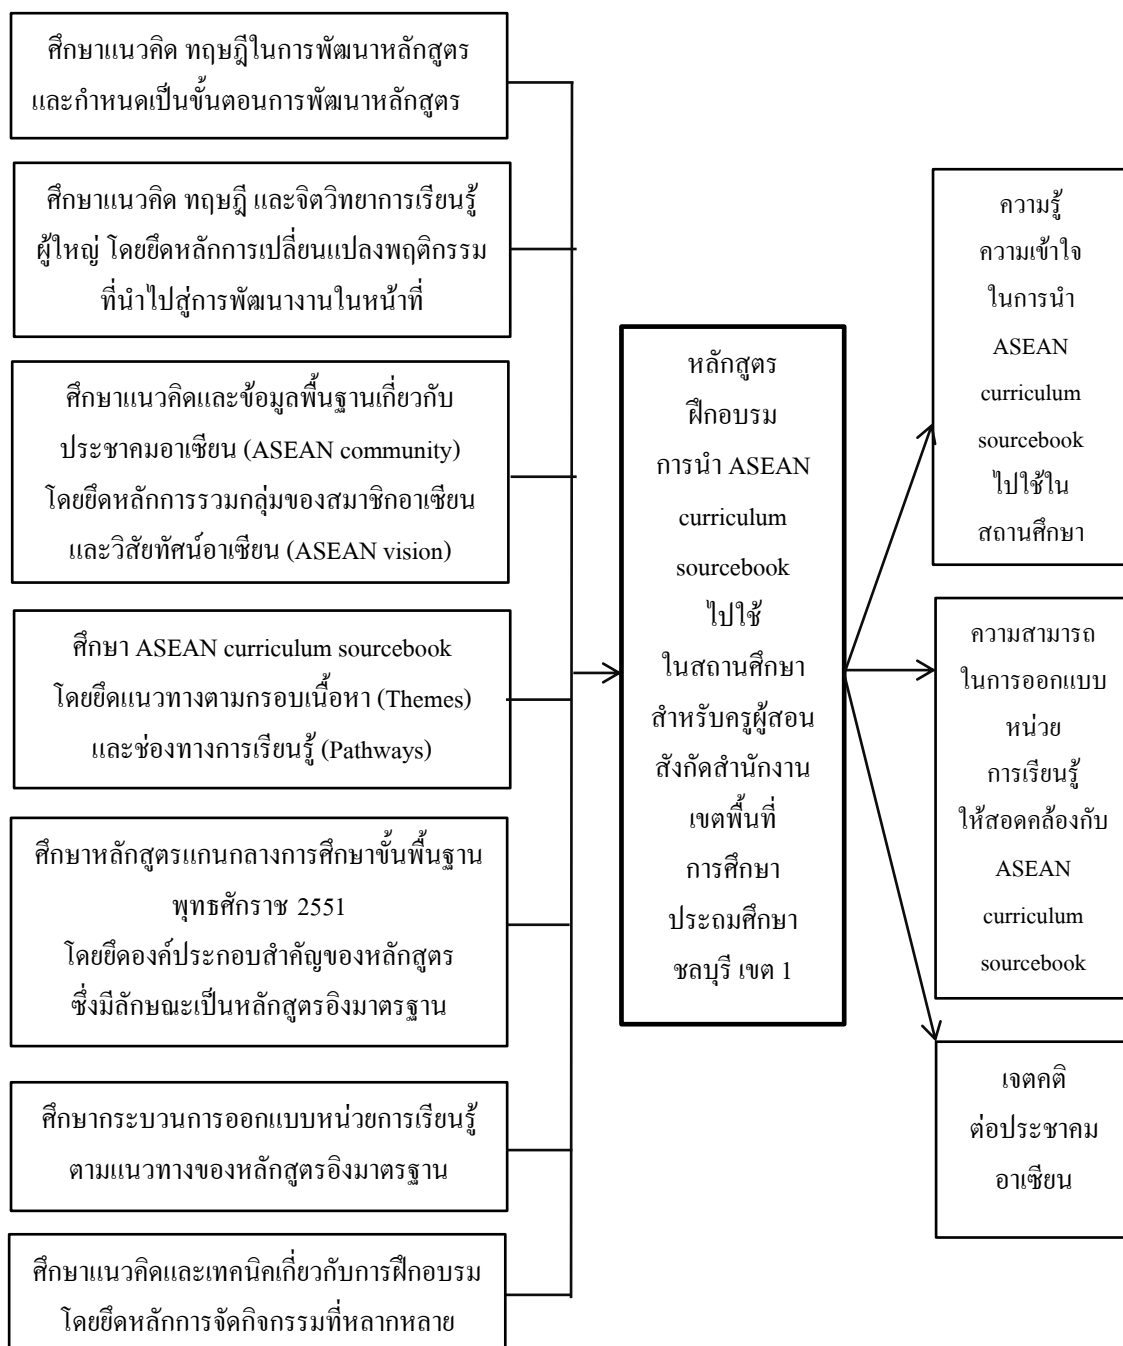 ศึกษาแนวคิด ทฤษฎีในการพัฒนาหลักสูตร
และกำหนดเป็นขั้นตอนการพัฒนาหลักสูตร
ศึกษาแนวคิด ทฤษฎี และจิตวิทยาการเรียนรู้
ผู้ใหญ่ โดยยึดหลักการเปลี่ยนแปลงพฤติกรรม
ที่นำไปสู่การพัฒนางานในหน้าที่
ศึกษาแนวคิดและข้อมูลพื้นฐานเกี่ยวกับ
ประชาคมอาเซียน (ASEAN community)
โดยยึดหลักการรวมกลุ่มของสมาชิกอาเซียน
และวิสัยทัศน์อาเซียน (ASEAN vision)
ศึกษา ASEAN curriculum sourcebook
โดยยึดแนวทางตามกรอบเนื้อหา (Themes)
และช่องทางการเรียนรู้ (Pathways)
ศึกษาหลักสูตรแกนกลางการศึกษาขั้นพื้นฐาน
พุทธศักราช 2551
โดยยึดองค์ประกอบสำคัญของหลักสูตร
ซึ่งมีลักษณะเป็นหลักสูตรอิงมาตรฐาน
ศึกษากระบวนการออกแบบหน่วยการเรียนรู้
ตามแนวทางของหลักสูตรอิงมาตรฐาน
ศึกษาแนวคิดและเทคนิคเกี่ยวกับการฝึกอบรม
โดยยึดหลักการจัดกิจกรรมที่หลากหลาย
หลักสูตร
ฝึกอบรม
การนำ ASEAN
curriculum
sourcebook
ไปใช้
ในสถานศึกษา
สำหรับครูผู้สอน
สังกัดสำนักงาน
เขตพื้นที่
การศึกษา
ประถมศึกษา
ชลบุรี เขต 1
ความรู้
ความเข้าใจ
ในการนำ
ASEAN
curriculum
sourcebook
ไปใช้ใน
สถานศึกษา
ความสามารถ
ในการออกแบบ
หน่วย
การเรียนรู้
ให้สอดคล้องกับ
ASEAN
curriculum
sourcebook
เจตคติ
ต่อประชาคม
อาเซียน